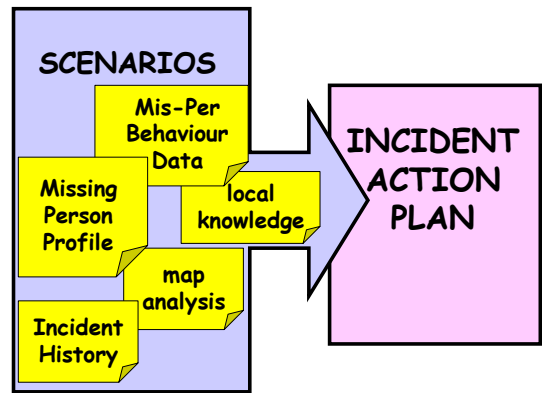 SCENARIOS
Mis-Per
Behaviour
Data
Missing
Person
Profile
local
knowledge
map
analysis
Incident
History
INCIDENT
ACTION
PLAN